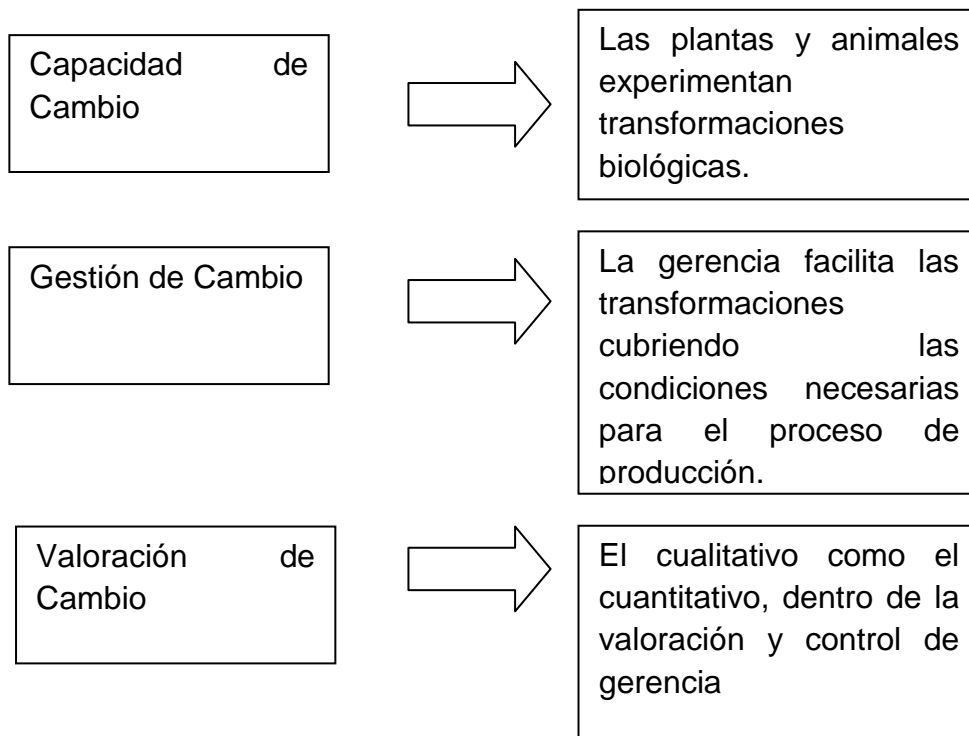 Capacidad de
Cambio
Las plantas y animales
experimentan
transformaciones
biológicas.
Gestión de Cambio
La gerencia facilita las
transformaciones
cubriendo las
condiciones necesarias
para el proceso de
producción.
Valoración de
Cambio
El cualitativo como el
cuantitativo, dentro de la
valoración y control de
gerencia